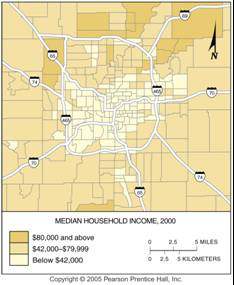 69
N
65
74
465
465
70
70
74
65
MEDIAN HOUSEHOLD INCOME, 2000
$80,000 and above
$42,000–$79,999
Below $42,000
0 2.5 5 MILES
0 2.5 5 KILOMETERS
Copyright © 2005 Pearson Prentice Hall, Inc.